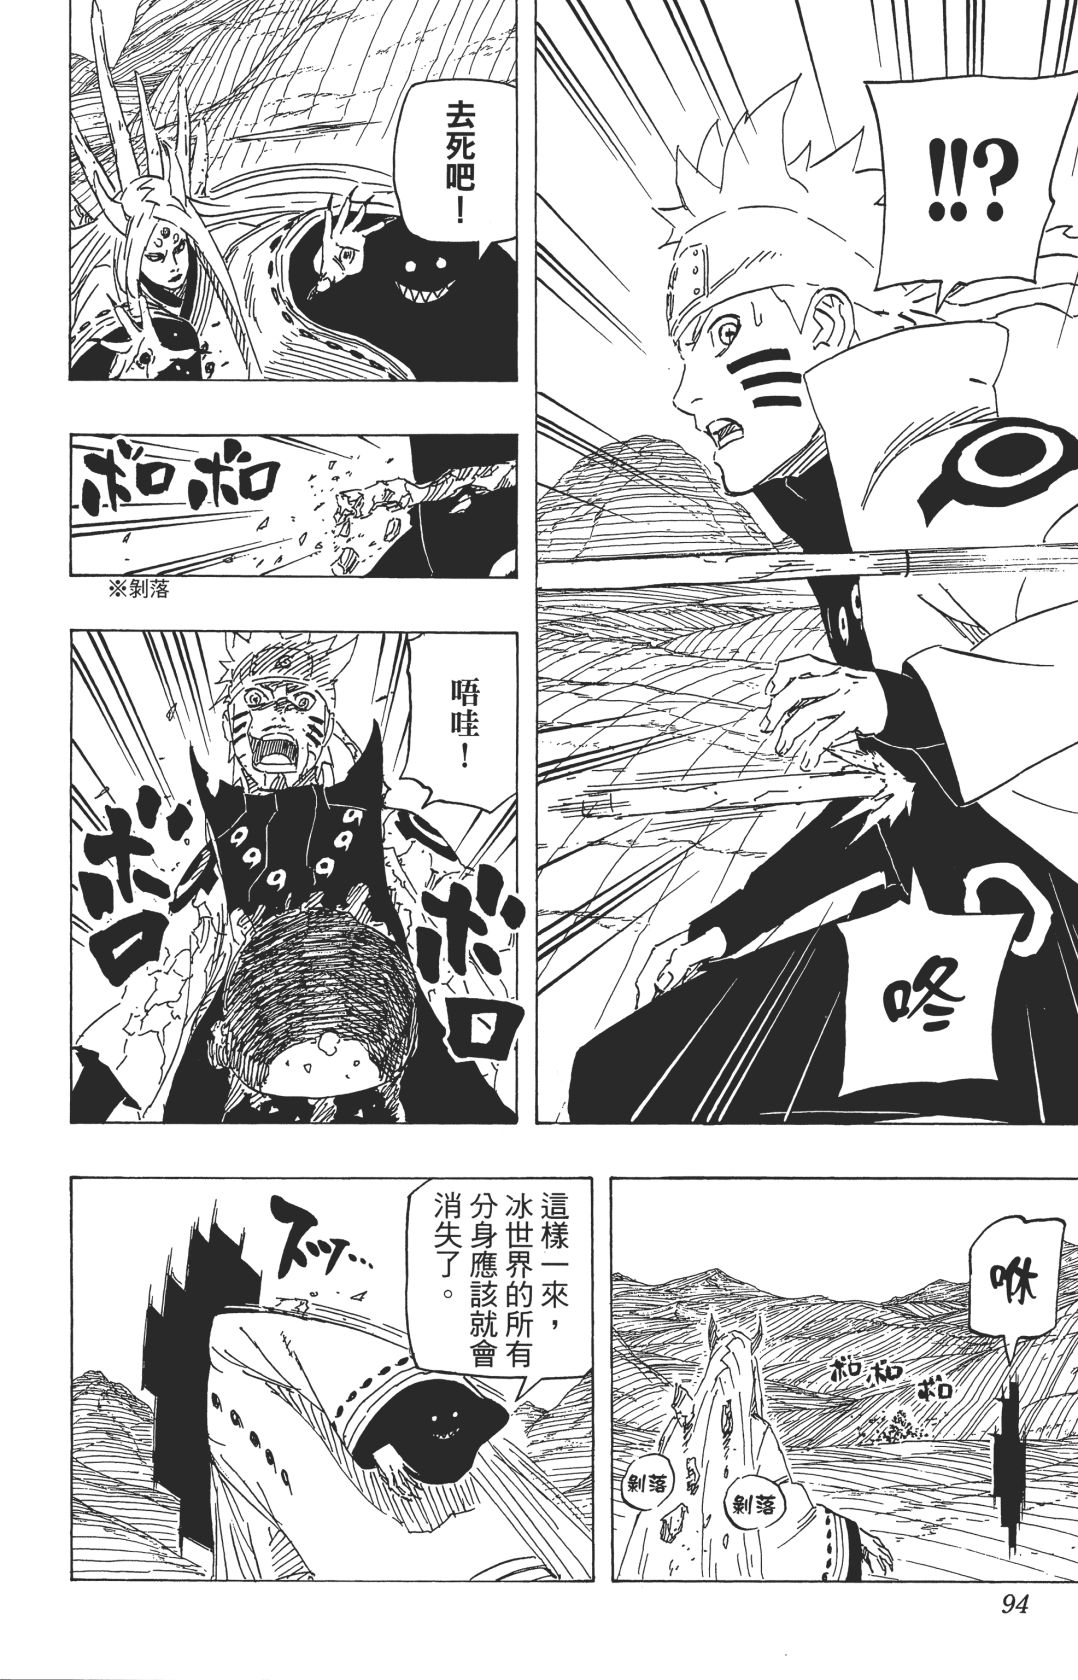 !!?
咚
去死吧！
ボロボロ
※剝落
唔哇！
ボロ
ボロ
咻
ボロ
ボロ
ボロ
剝落
剝落
這樣一來，
冰世界的所有
分身應該就會
消失了。
ズッ…
94